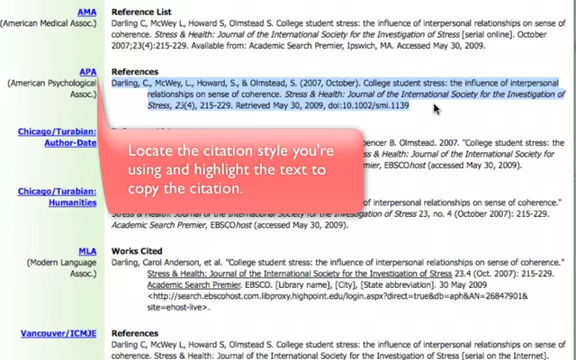 AMA
(American Medical Assoc.)
Reference List
Darling C, McWey L, Howard S, Olmstead S. College student stress: the influence of interpersonal relationships on sense of
coherence. Stress & Health: Journal of the International Society for the Investigation of Stress [serial online]. October
2007;23(4):215-229. Available from: Academic Search Premier, Ipswich, MA. Accessed May 30, 2009.
APA
(American Psychological
Assoc.)
References
Darling, C., McWey, L., Howard, S., & Olmstead, S. (2007, October). College student stress: the influence of interpersonal
relationships on sense of coherence. Stress & Health: Journal of the International Society for the Investigation of
Stress, 23(4), 215-229. Retrieved May 30, 2009, doi:10.1002/smi.1139
Locate the citation style you're
using and highlight the text to
copy the citation.
Chicago/Turabian:
Author-Date
pencer B. Olmstead. 2007. "College student stress: the
& Health: Journal of the International Society for the
r, EBSCOhost (accessed May 30, 2009).
Chicago/Turabian:
Humanities
personal relationships on sense of coherence."
Stress & Health: Journal of the International Society for the Investigation of Stress 23, no. 4 (October 2007): 215-229.
Academic Search Premier, EBSCOhost (accessed May 30, 2009).
MLA
(Modern Language
Assoc.)
Works Cited
Darling, Carol Anderson, et al. "College student stress: the influence of interpersonal relationships on sense of coherence."
Stress & Health: Journal of the International Society for the Investigation of Stress 23.4 (Oct. 2007): 215-229.
Academic Search Premier. EBSCO. [Library name], [City], [State abbreviation]. 30 May 2009
<http://search.ebscohost.com.libproxy.highpoint.edu/login.aspx?direct=true&db=aph&AN=26847901&
site=ehost-live>.
Vancouver/ICMJE
References
Darling C, McWey L, Howard S, Olmstead S. College student stress: the influence of interpersonal relationships on sense of
coherence. Stress & Health: Journal of the International Society for the Investigation of Stress [serial on the Internet].